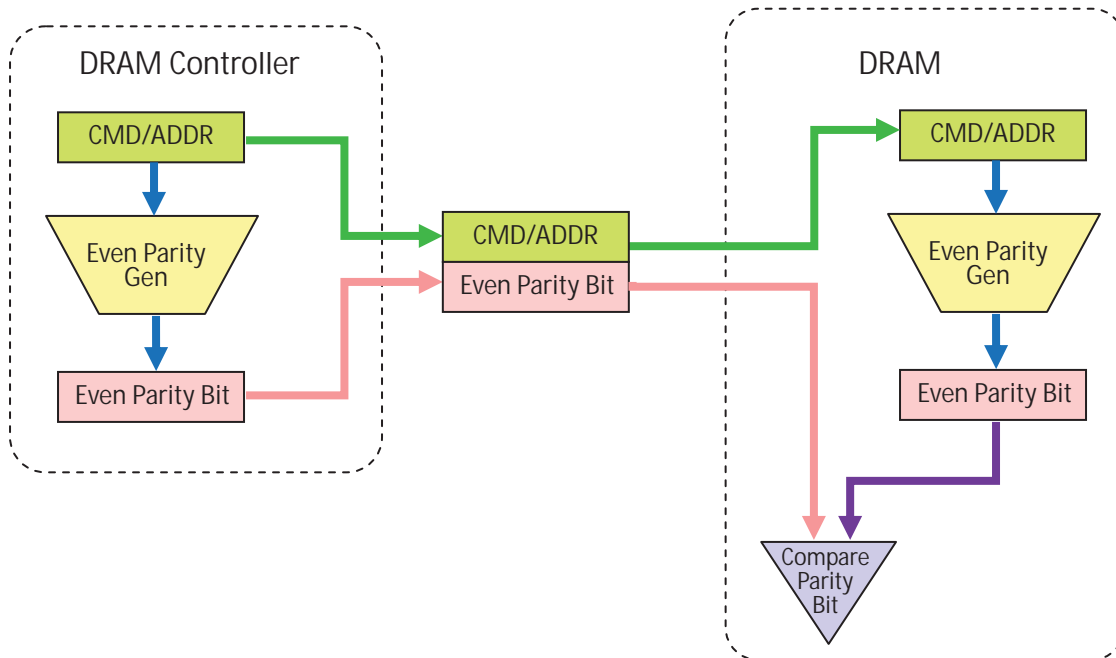 DRAM Controller
CMD/ADDR
Even Parity
Gen
Even Parity Bit
CMD/ADDR
Even Parity Bit
DRAM
CMD/ADDR
Even Parity
Gen
Even Parity Bit
Compare
Parity
Bit